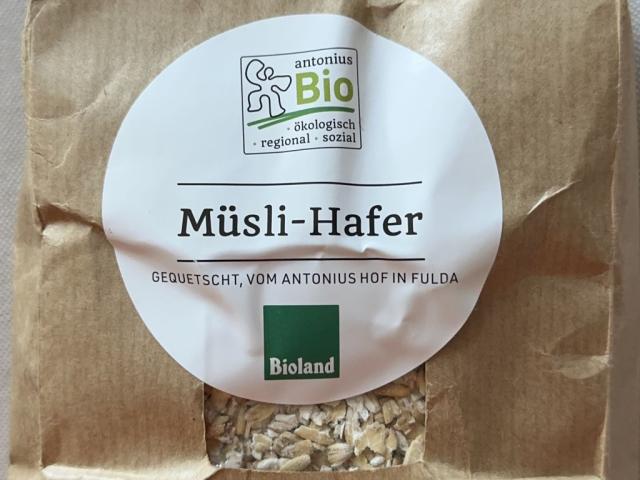 antonius
Bio
· ökologisch
· regional · sozial
Müsli-Hafer
GEQUETSCHT, VOM ANTONIUS HOF IN FULDA
Bioland